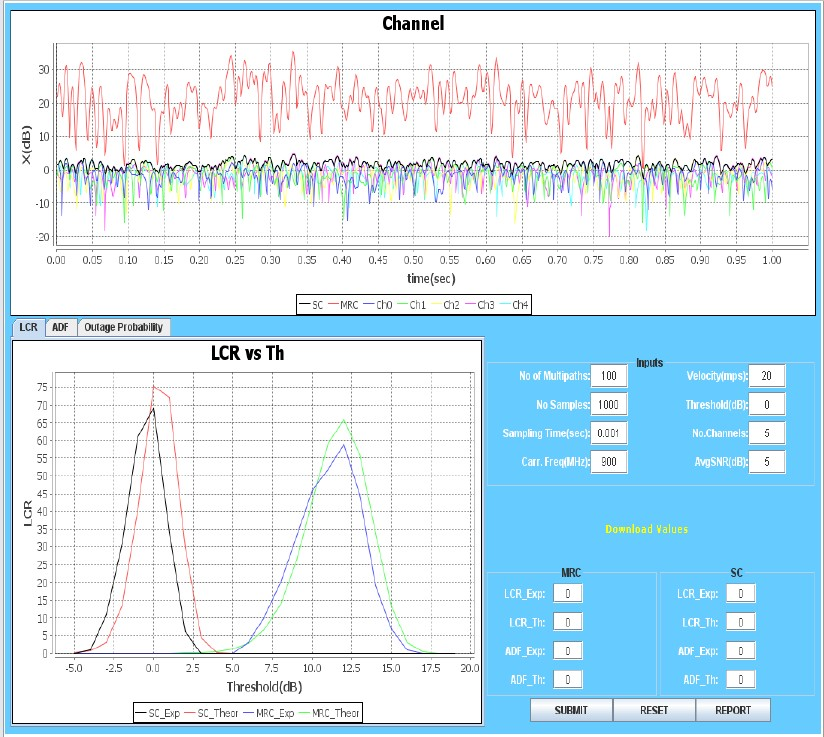 Channel
X(dB)
30
20
10
0
-10
-20
0.00 0.05 0.10 0.15 0.20 0.25 0.30 0.35 0.40 0.45 0.50 0.55 0.60 0.65 0.70 0.75 0.80 0.85 0.90 0.95 1.00
time(sec)
SC MRC Ch0 Ch1 Ch2 Ch3 Ch4
LCR ADF Outage Probability
LCR vs Th
LCR
75
70
65
60
55
50
45
40
35
30
25
20
15
10
5
0
-5.0 -2.5 0.0 2.5 5.0 7.5 10.0 12.5 15.0 17.5 20.0
Threshold(dB)
SC_Exp SC_Theor MRC_Exp MRC_Theor
Inputs
No of Multipaths: 100 Velocity(mps): 20
No Samples: 1000 Threshold(dB): 0
Sampling Time(sec): 0.001 No.Channels: 5
Carr. Freq(MHz): 900 AvgSNR(dB): 5
Download Values
MRC
LCR_Exp: 0
LCR_Th: 0
ADF_Exp: 0
ADF_Th: 0
SC
LCR_Exp: 0
LCR_Th: 0
ADF_Exp: 0
ADF_Th: 0
SUBMIT RESET REPORT